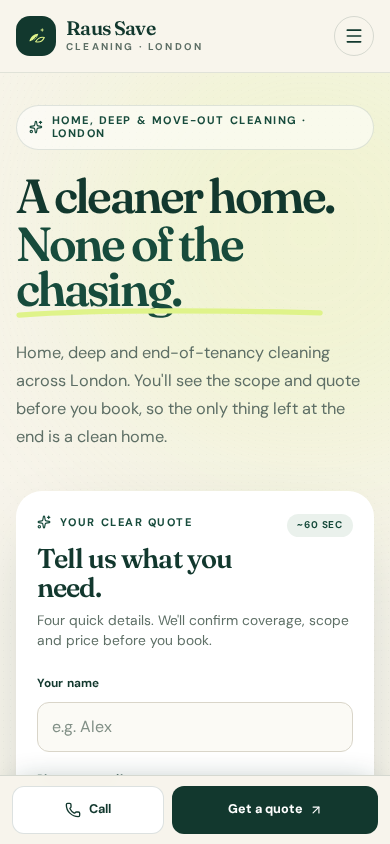 Raus Save
CLEANING · LONDON
HOME, DEEP & MOVE-OUT CLEANING ·
LONDON
A cleaner home.
None of the
chasing.
Home, deep and end-of-tenancy cleaning
across London. You'll see the scope and quote
before you book, so the only thing left at the
end is a clean home.
YOUR CLEAR QUOTE
~60 SEC
Tell us what you
need.
Four quick details. We'll confirm coverage, scope
and price before you book.
Your name
e.g. Alex
Call
Get a quote